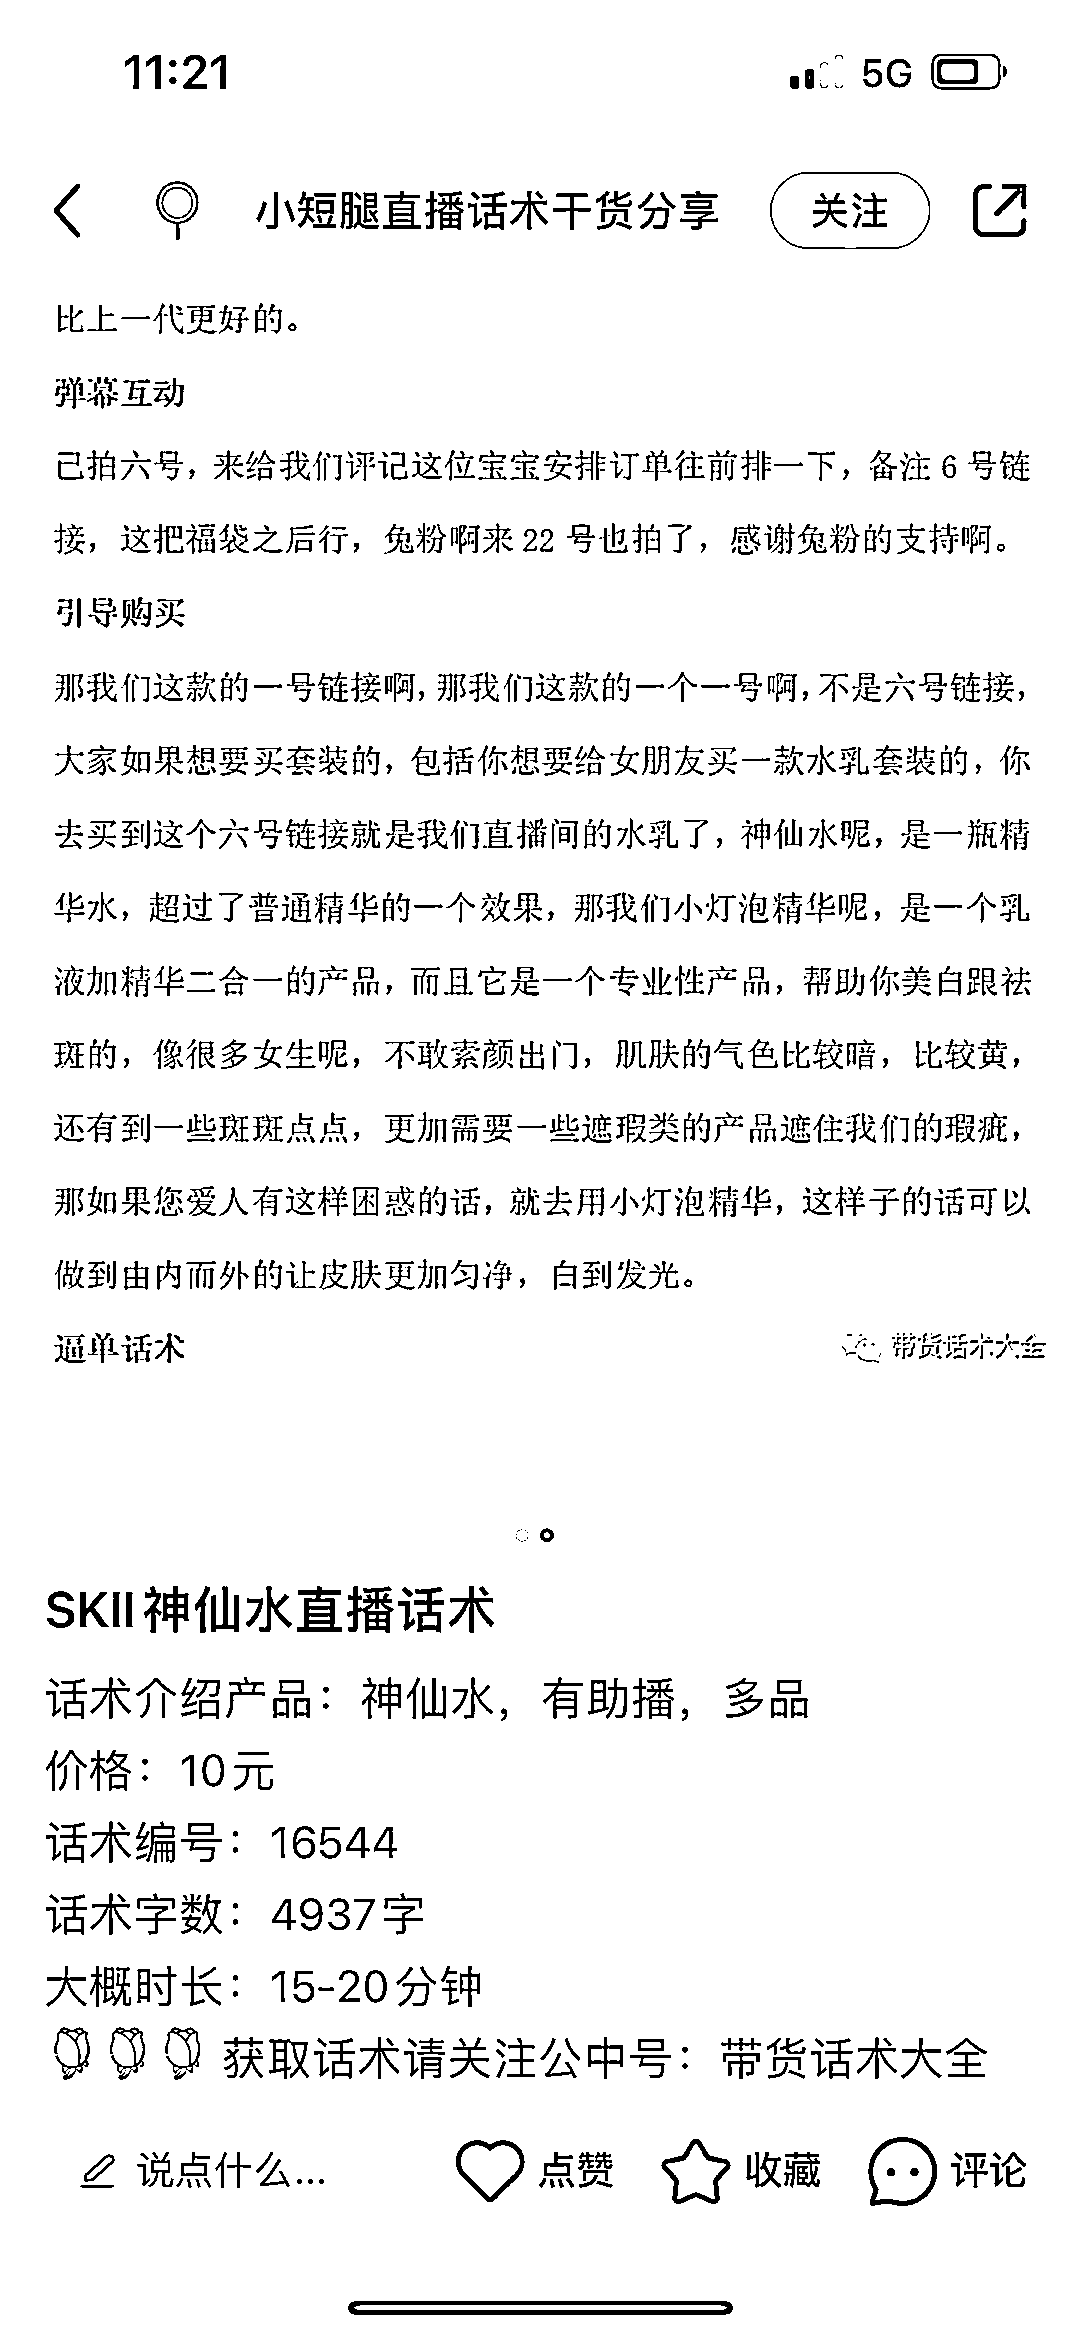 11:21
5G
小短腿直播话术干货分享
关注
比上一代更好的。
弹幕互动
己拍六号，来给我们评记这位宝宝安排订单往前排一下，备注 6 号链
接，这把福袋之后行，兔粉啊来 22 号也拍了，感谢兔粉的支持啊。
引导购买
那我们这款的一号链接啊，那我们这款的一个一号啊，不是六号链接，
大家如果想要买套装的，包括你想要给女朋友买一款水乳套装的，你
去买到这个六号链接就是我们直播间的水乳了，神仙水呢，是一瓶精
华水，超过了普通精华的一个效果，那我们小灯泡精华呢，是一个乳
液加精华二合一的产品，而且它是一个专业性产品，帮助你美白跟祛
斑的，像很多女生呢，不敢素颜出门，肌肤的气色比较暗，比较黄，
还有到一些斑斑点点，更加需要一些遮瑕类的产品遮住我们的瑕疵，
那如果您爱人有这样困惑的话，就去用小灯泡精华，这样子的话可以
做到由内而外的让皮肤更加匀净，白到发光。
逼单话术
带货话术大全
SKII神仙水直播话术
话术介绍产品：神仙水，有助播，多品
价格：10元
话术编号：16544
话术字数：4937字
大概时长：15-20分钟
获取话术请关注公中号：带货话术大全
说点什么...
点赞
收藏
评论